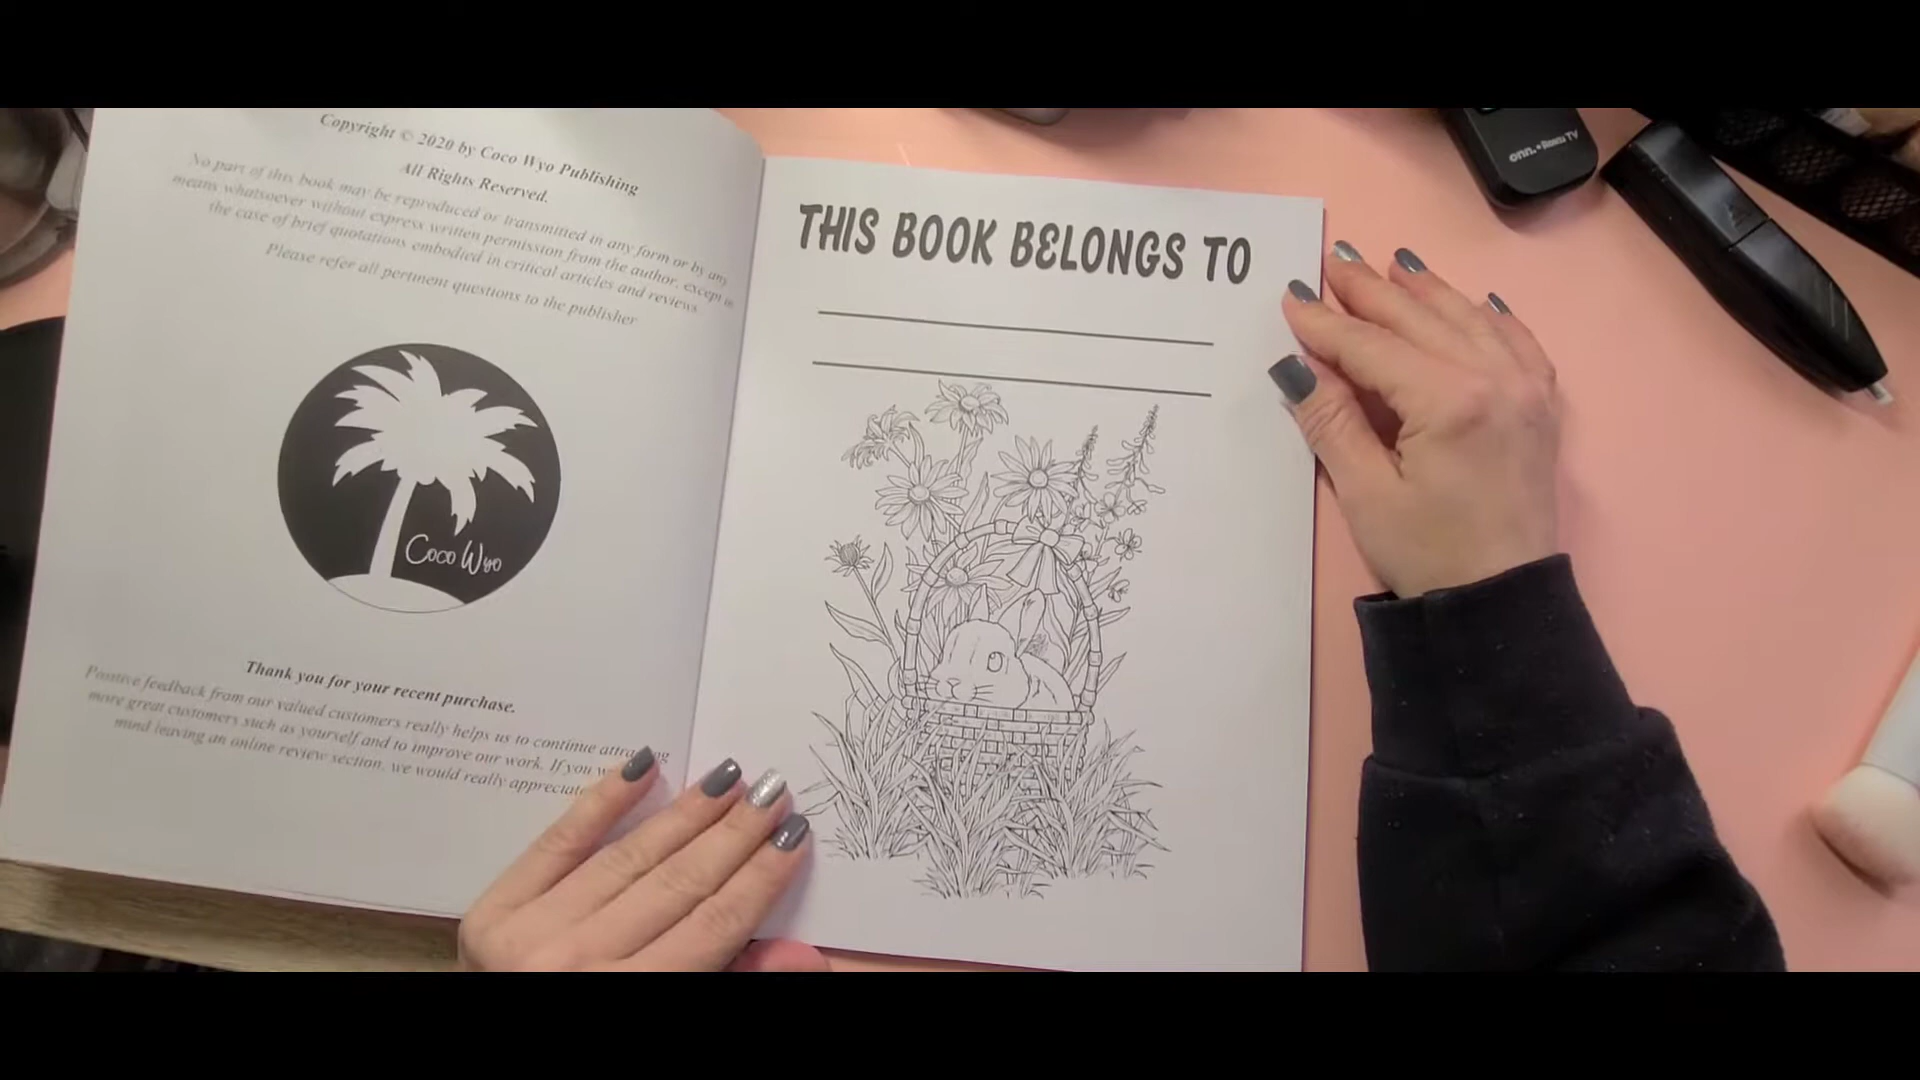 Copyright © 2020 by Coco Wyo Publishing
All Rights Reserved.
No part of this book may be reproduced or transmitted in any form or by any
means whatsoever without express written permission from the author, except in
the case of brief quotations embodied in critical articles and reviews
Please refer all pertinent questions to the publisher
Coco Wyo
Thank you for your recent purchase.
Positive feedback from our valued customers really helps us to continue
more great customers such as yourself and to improve our work. If you
mind leaving an online review section, we would really
THIS BOOK BELONGS TO
onn. • Roku TV